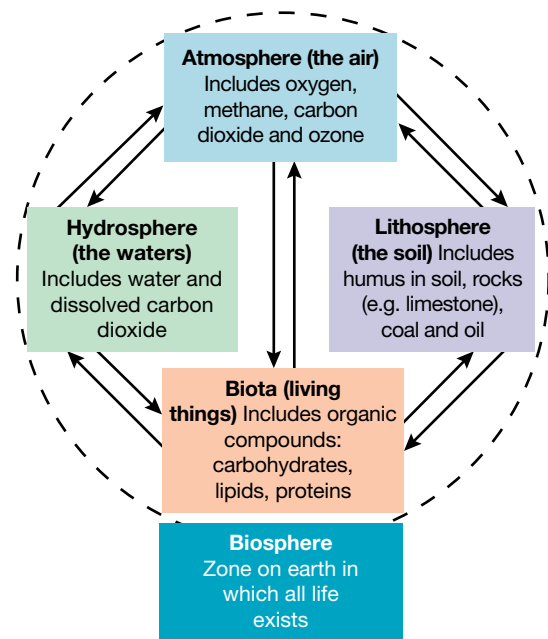 Atmosphere (the air)
Includes oxygen,
methane, carbon
dioxide and ozone
Hydrosphere
(the waters)
Includes water and
dissolved carbon
dioxide
Lithosphere
(the soil) Includes
humus in soil, rocks
(e.g. limestone),
coal and oil
Biota (living
things) Includes organic
compounds:
carbohydrates,
lipids, proteins
Biosphere
Zone on earth in
which all life
exists